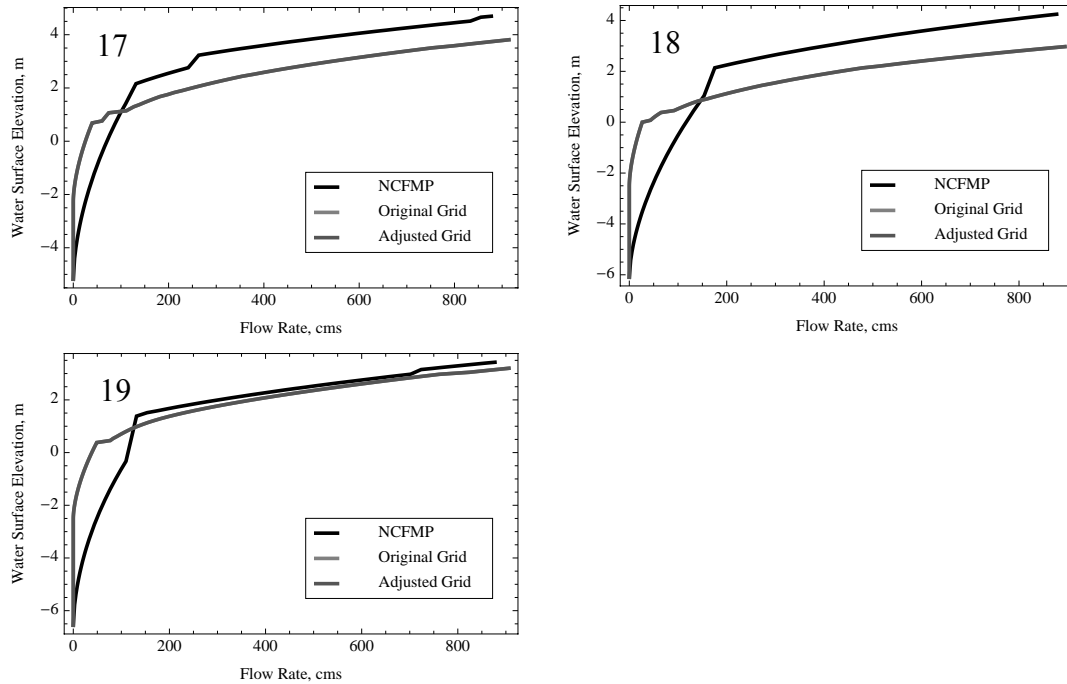 17
Water Surface Elevation, m
4
2
0
−2
−4
NCFMP
Original Grid
Adjusted Grid
0 200 400 600 800
Flow Rate, cms
18
Water Surface Elevation, m
4
2
0
−2
−4
−6
NCFMP
Original Grid
Adjusted Grid
0 200 400 600 800
Flow Rate, cms
19
Water Surface Elevation, m
2
0
−2
−4
−6
NCFMP
Original Grid
Adjusted Grid
0 200 400 600 800
Flow Rate, cms